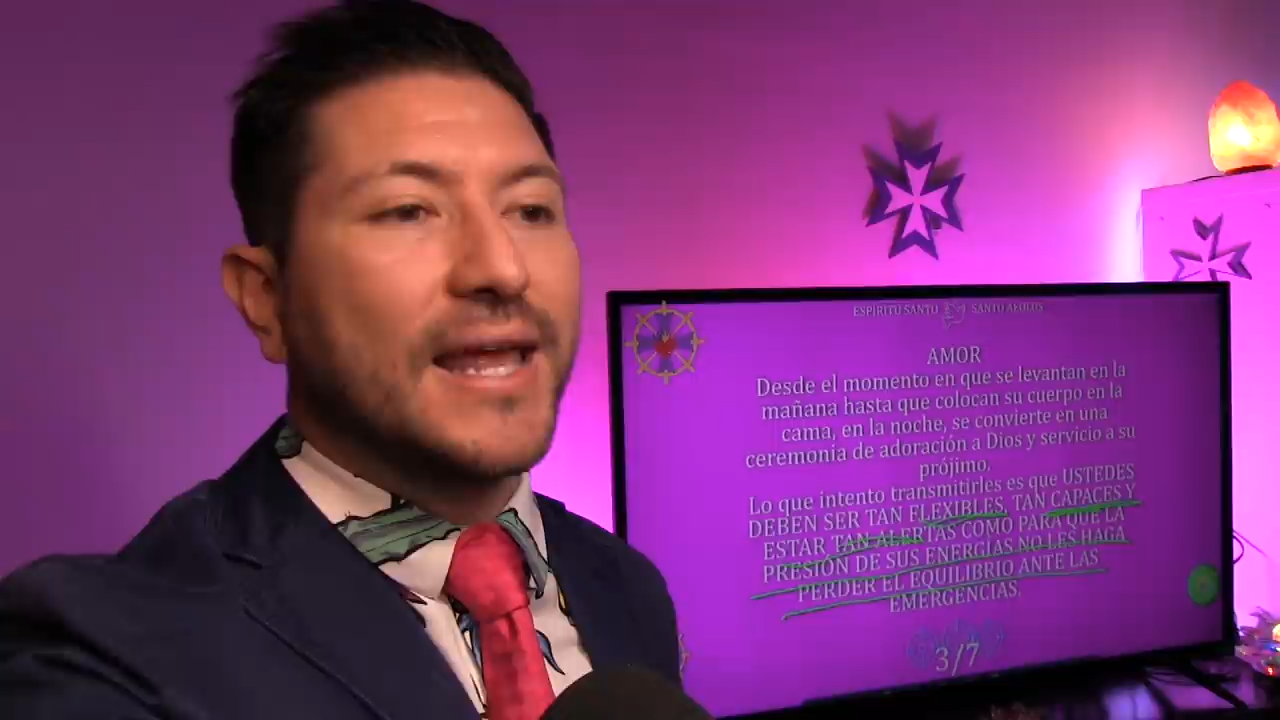 ESPIRITU SANTO SANTO AEOLUS
AMOR
Desde el momento en que se levantan en la
mañana hasta que colocan su cuerpo en la
cama, en la noche, se convierte en una
ceremonia de adoración a Dios y servicio a su
prójimo.
Lo que intento transmitirles es que USTEDES
DEBEN SER TAN FLEXIBLES, TAN CAPACES Y
ESTAR TAN ALERTAS COMO PARA QUE LA
PRESIÓN DE SUS ENERGÍAS NO LES HAGA
PERDER EL EQUILIBRIO ANTE LAS
EMERGENCIAS.
3/7